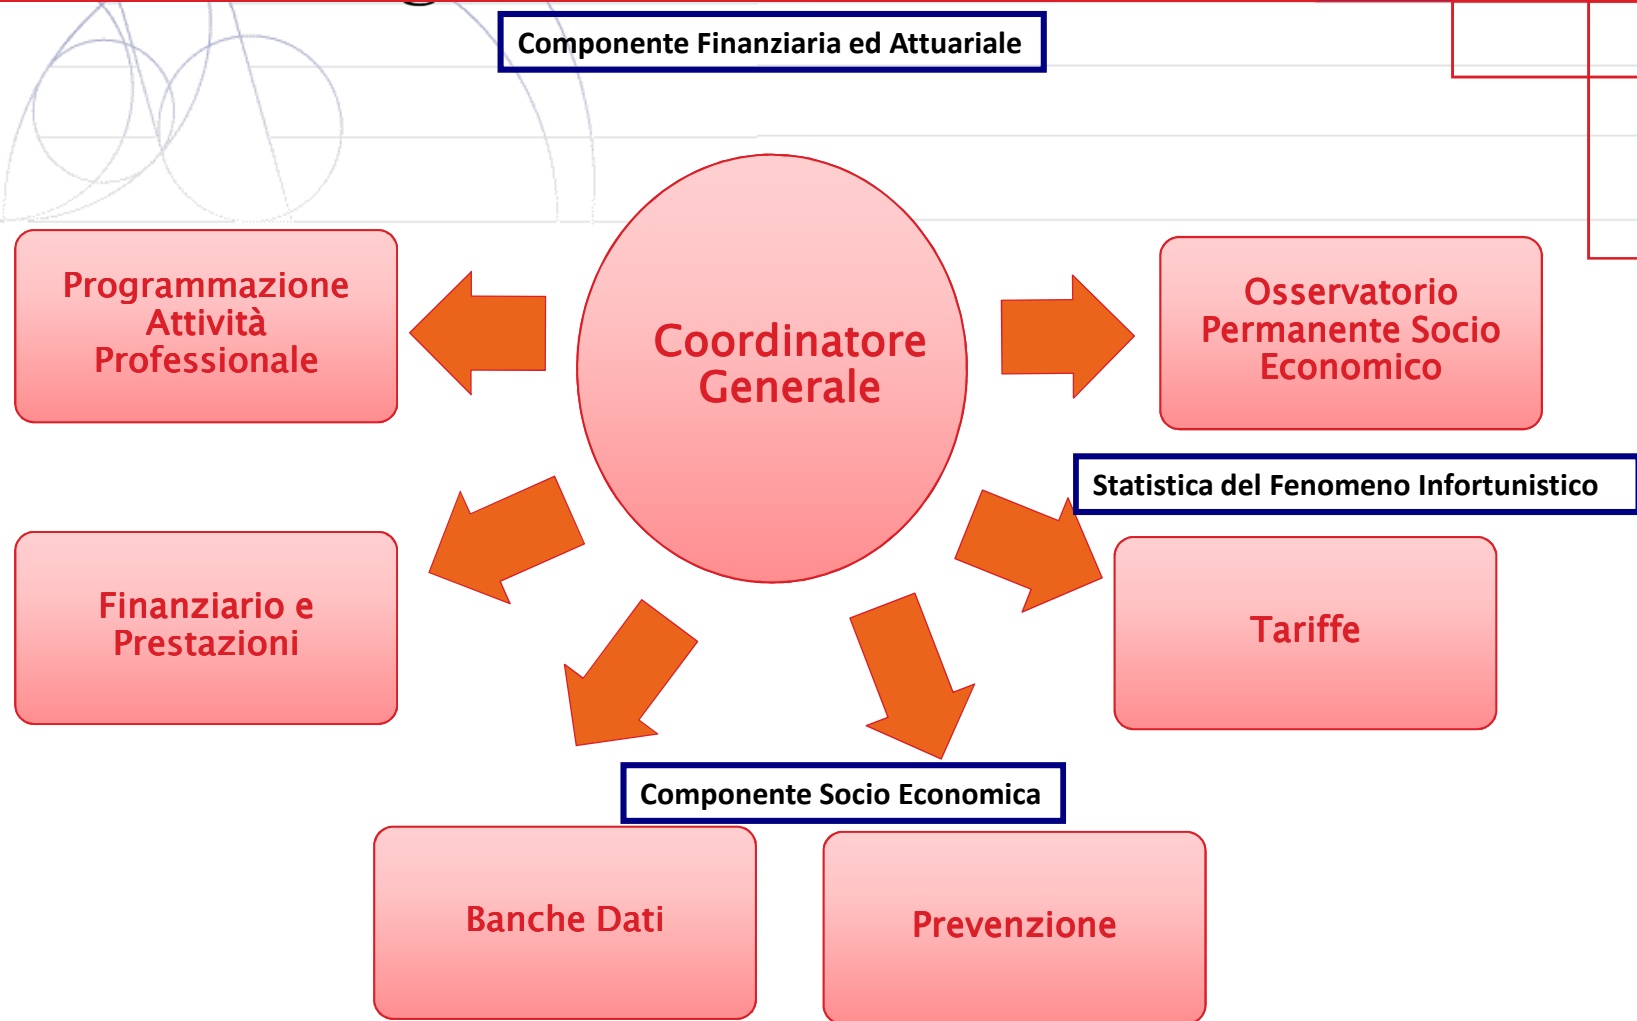 Componente Finanziaria ed Attuariale
Programmazione
Attività
Professionale
Coordinatore
Generale
Osservatorio
Permanente Socio
Economico
Statistica del Fenomeno Infortunistico
Finanziario e
Prestazioni
Tariffe
Componente Socio Economica
Banche Dati
Prevenzione